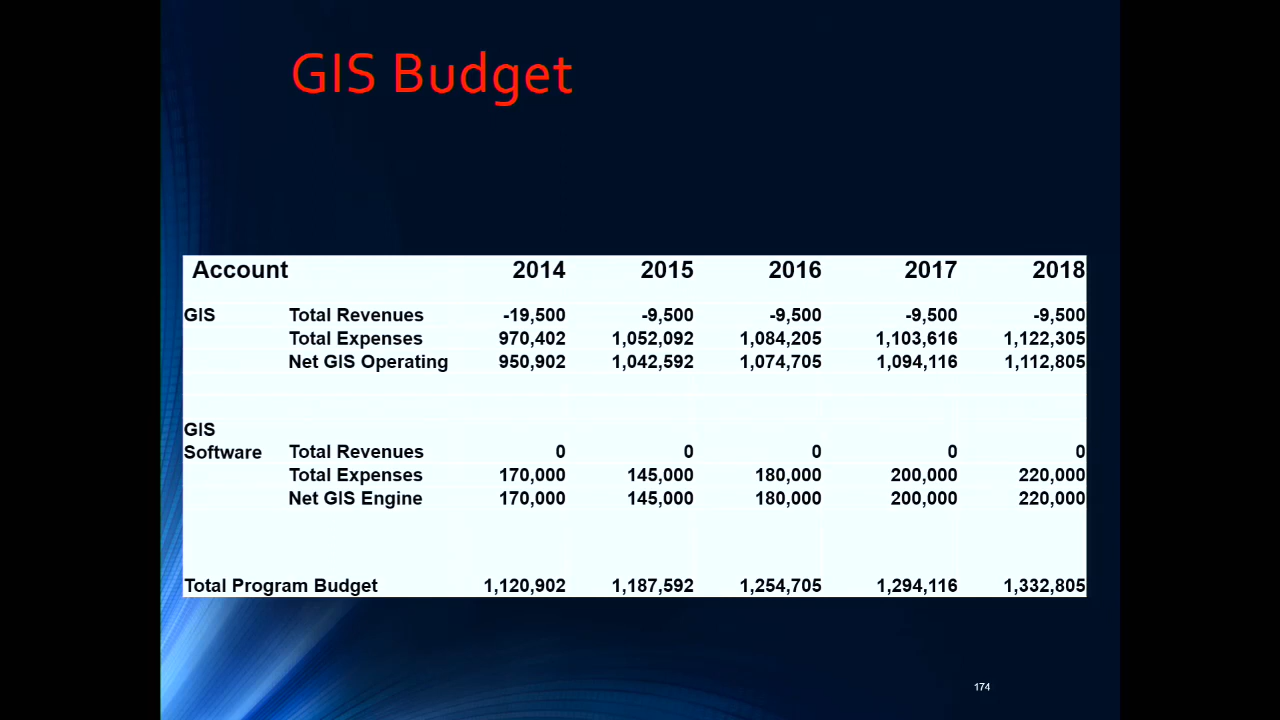 GIS Budget
Account 2014 2015 2016 2017 2018
GIS Total Revenues -19,500 -9,500 -9,500 -9,500 -9,500
Total Expenses 970,402 1,052,092 1,084,205 1,103,616 1,122,305
Net GIS Operating 950,902 1,042,592 1,074,705 1,094,116 1,112,805
GIS
Software Total Revenues 0 0 0 0 0
Total Expenses 170,000 145,000 180,000 200,000 220,000
Net GIS Engine 170,000 145,000 180,000 200,000 220,000
Total Program Budget 1,120,902 1,187,592 1,254,705 1,294,116 1,332,805
174